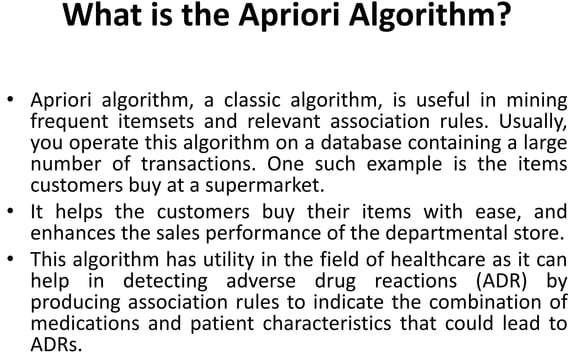 What is the Apriori Algorithm?
• Apriori algorithm, a classic algorithm, is useful in mining
frequent itemsets and relevant association rules. Usually,
you operate this algorithm on a database containing a large
number of transactions. One such example is the items
customers buy at a supermarket.
• It helps the customers buy their items with ease, and
enhances the sales performance of the departmental store.
• This algorithm has utility in the field of healthcare as it can
help in detecting adverse drug reactions (ADR) by
producing association rules to indicate the combination of
medications and patient characteristics that could lead to
ADRs.